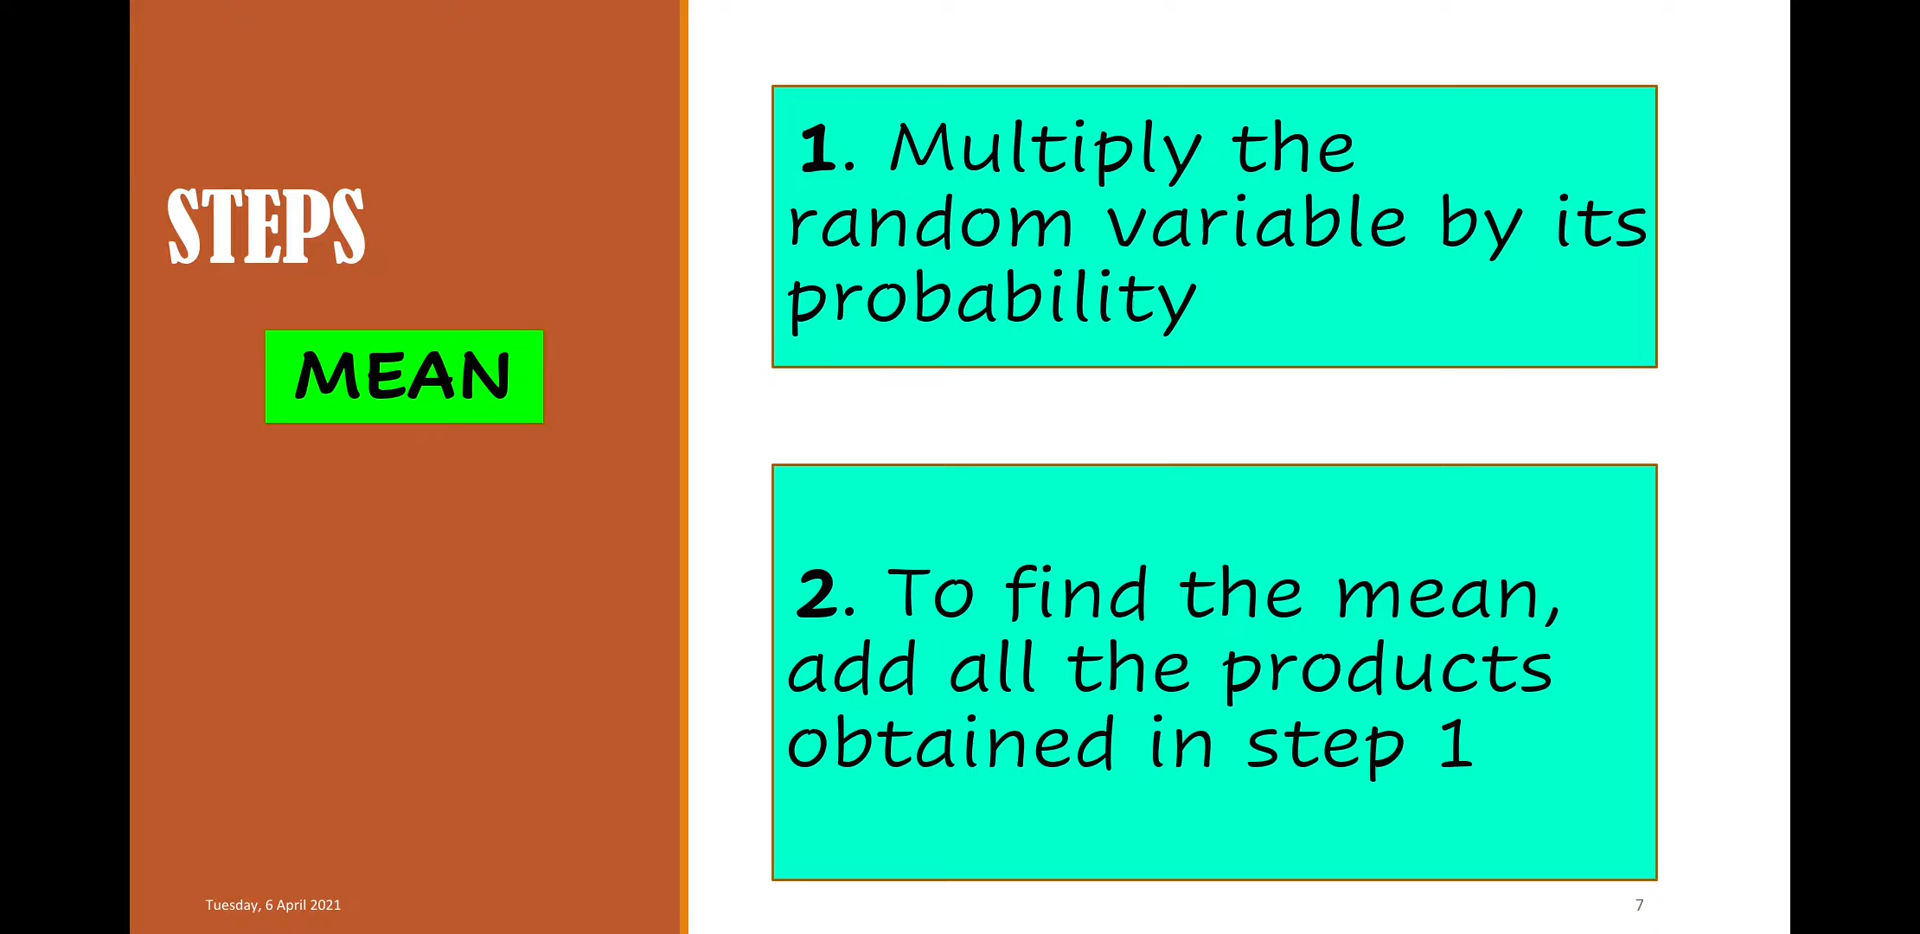 STEPS
MEAN
1. Multiply the
random variable by its
probability
2. To find the mean,
add all the products
obtained in step 1
Tuesday, 6 April 2021
7